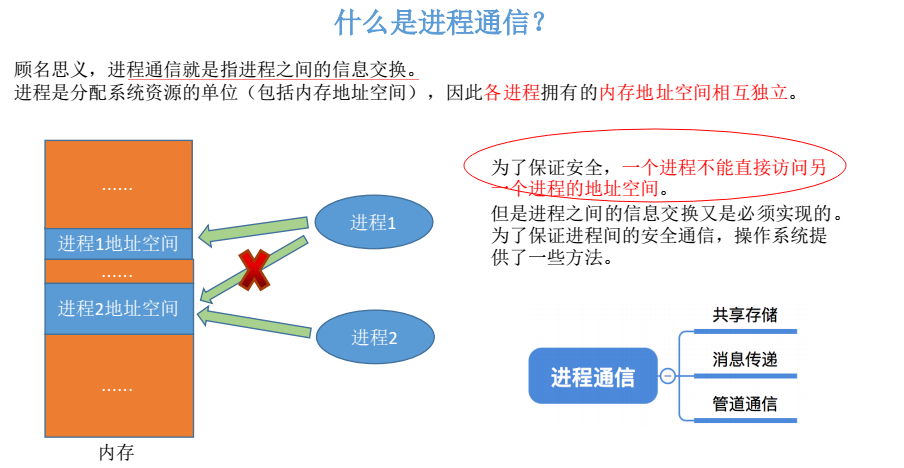 什么是进程通信？
顾名思义，进程通信就是指进程之间的信息交换。
进程是分配系统资源的单位（包括内存地址空间），因此各进程拥有的内存地址空间相互独立。
......
进程1地址空间
......
进程2地址空间
......
内存
进程1
进程2
为了保证安全，一个进程不能直接访问另
一个进程的地址空间。
但是进程之间的信息交换又是必须实现的。
为了保证进程间的安全通信，操作系统提
供了一些方法。
进程通信
共享存储
消息传递
管道通信